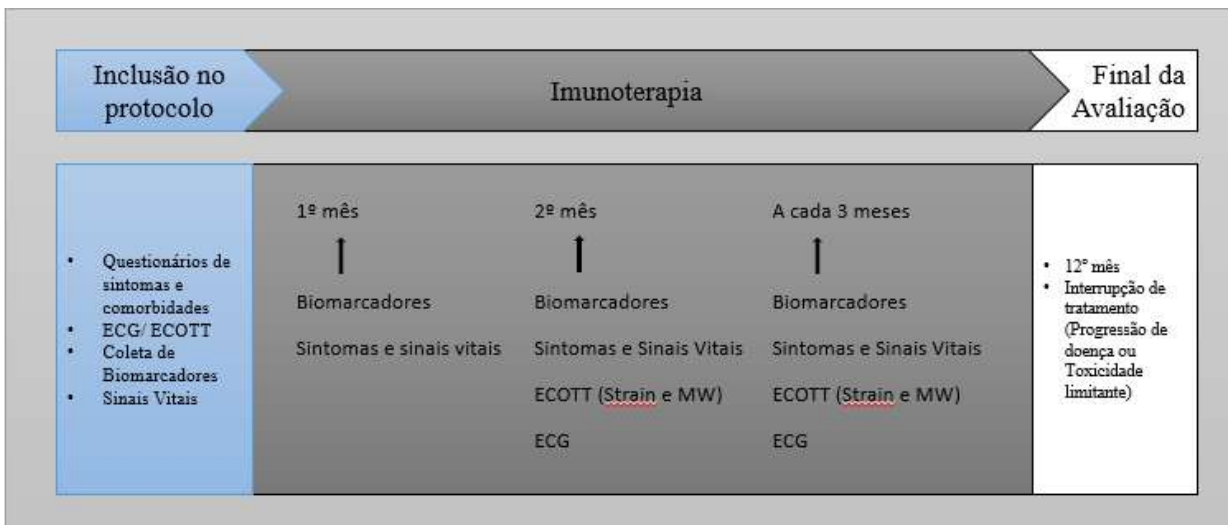 Inclusão no
protocolo
Imunoterapia
Final da
Avaliação
• Questionários de
sintomas e
comorbidades
• ECG/ ECOTT
• Coleta de
Biomarcadores
• Sinais Vitais
1º mês
Biomarcadores
Sintomas e sinais vitais
2º mês
Biomarcadores
Sintomas e Sinais Vitais
ECOTT (Strain e MW)
ECG
A cada 3 meses
Biomarcadores
Sintomas e Sinais Vitais
ECOTT (Strain e MW)
ECG
• 12º mês
• Interrupção de
tratamento
(Progressão de
doença ou
Toxicidade
limitante)